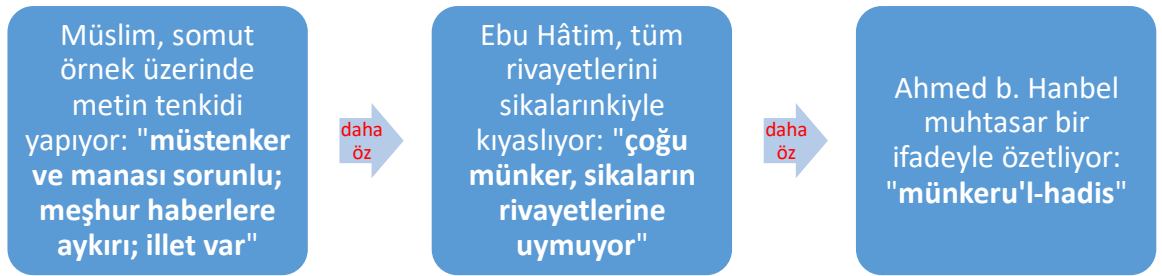 Müslim, somut
örnek üzerinde
metin tenkidi
yapıyor: "müstenker
ve manası sorunlu;
meşhur haberlere
aykırı; illet var"
daha
öz
Ebu Hâtim, tüm
rivayetlerini
sikalarınkiyle
kıyaslıyor: "çoğu
münker, sikaların
rivayetlerine
uymuyor"
daha
öz
Ahmed b. Hanbel
muhtasar bir
ifadeyle özetliyor:
"münkeru'l-hadis"